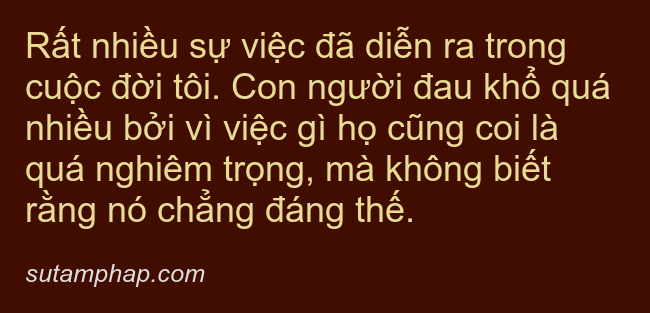 Rất nhiều sự việc đã diễn ra trong
cuộc đời tôi. Con người đau khổ quá
nhiều bởi vì việc gì họ cũng coi là
quá nghiêm trọng, mà không biết
rằng nó chẳng đáng thế.
sutamphap.com